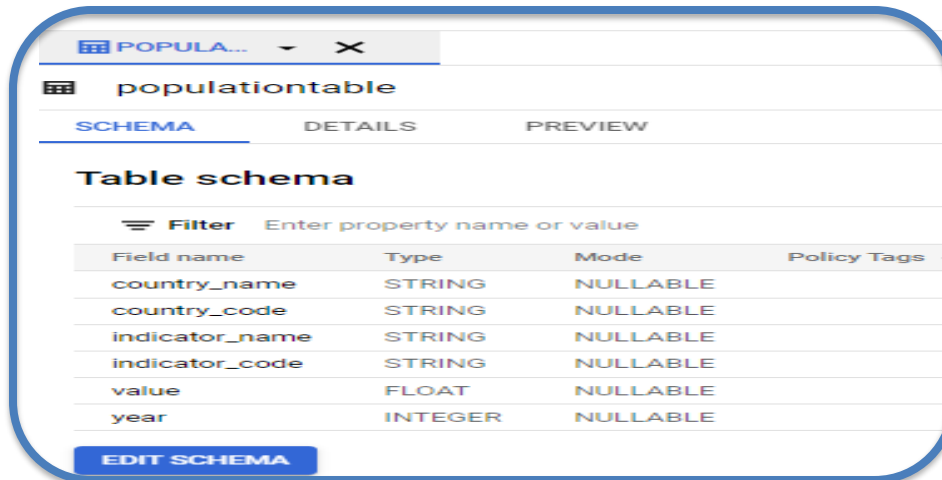 POPULA...
populationtable
SCHEMA DETAILS PREVIEW
Table schema
Filter Enter property name or value
Field name Type Mode Policy Tags
country_name STRING NULLABLE
country_code STRING NULLABLE
indicator_name STRING NULLABLE
indicator_code STRING NULLABLE
value FLOAT NULLABLE
year INTEGER NULLABLE
EDIT SCHEMA